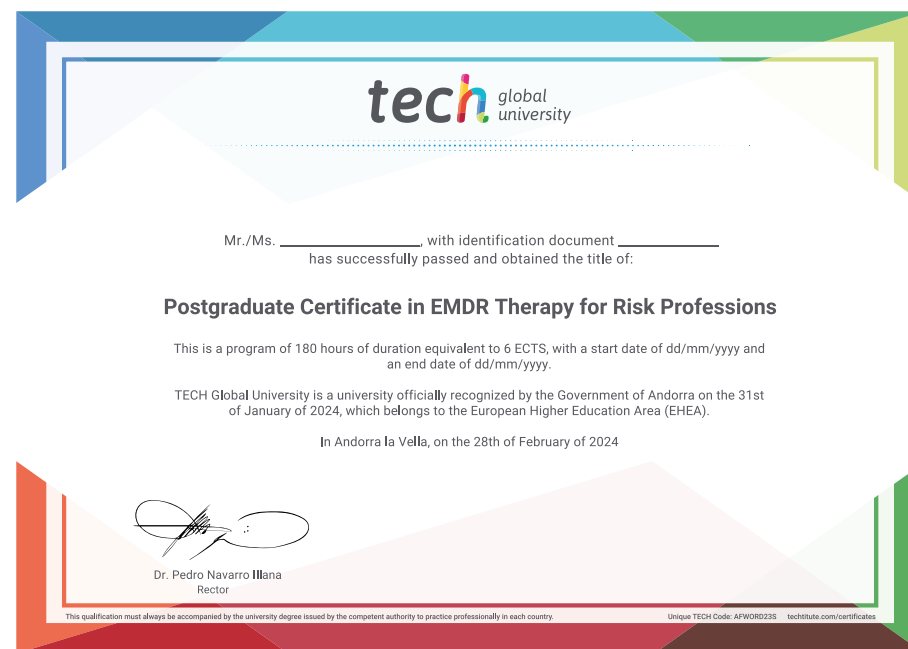 tech global
university
Mr./Ms. ____________, with identification document ____________
has successfully passed and obtained the title of:
Postgraduate Certificate in EMDR Therapy for Risk Professions
This is a program of 180 hours of duration equivalent to 6 ECTS, with a start date of dd/mm/yyyy and
an end date of dd/mm/yyyy.
TECH Global University is a university officially recognized by the Government of Andorra on the 31st
of January of 2024, which belongs to the European Higher Education Area (EHEA).
In Andorra la Vella, on the 28th of February of 2024
Dr. Pedro Navarro Illana
Rector
This qualification must always be accompanied by the university degree issued by the competent authority to practice professionally in each country. Unique TECH Code: AFWORD23S techtitute.com/certificates